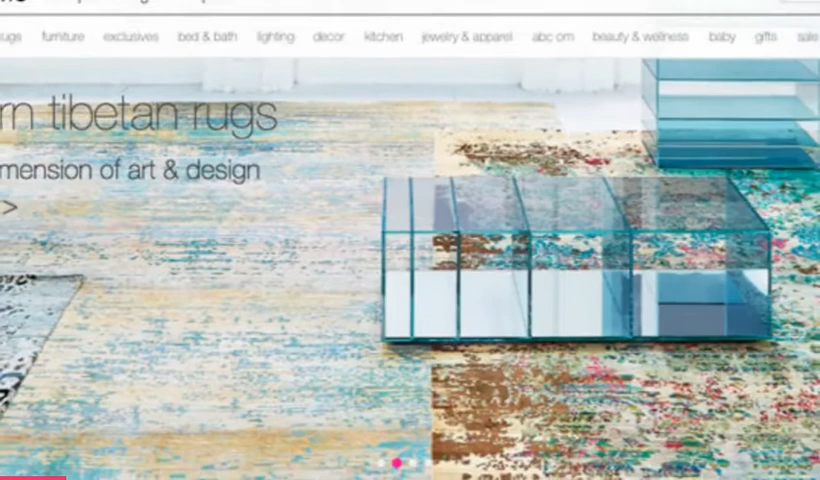 furniture exclusives bed & bath lighting decor kitchen jewelry & apparel abc om beauty & wellness baby gifts sale
rn tibetan rugs
mension of art & design
>